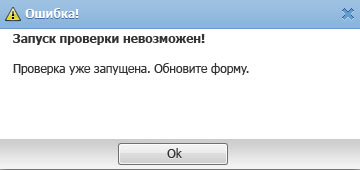 Ошибка!
Запуск проверки невозможен!
Проверка уже запущена. Обновите форму.
Ok